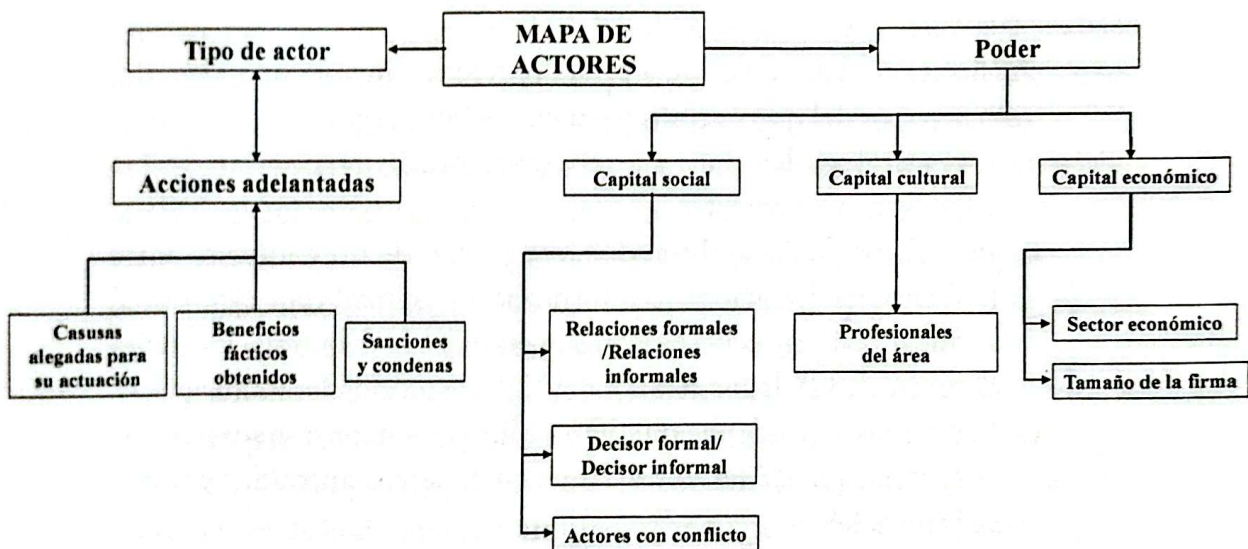 MAPA DE
ACTORES
Tipo de actor
Poder
Acciones adelantadas
Capital social
Capital cultural
Capital económico
Casusas
alegadas para
su actuación
Beneficios
fácticos
obtenidos
Sanciones
y condenas
Relaciones formales
/Relaciones
informales
Profesionales
del área
Sector económico
Tamaño de la firma
Decisor formal/
Decisor informal
Actores con conflicto